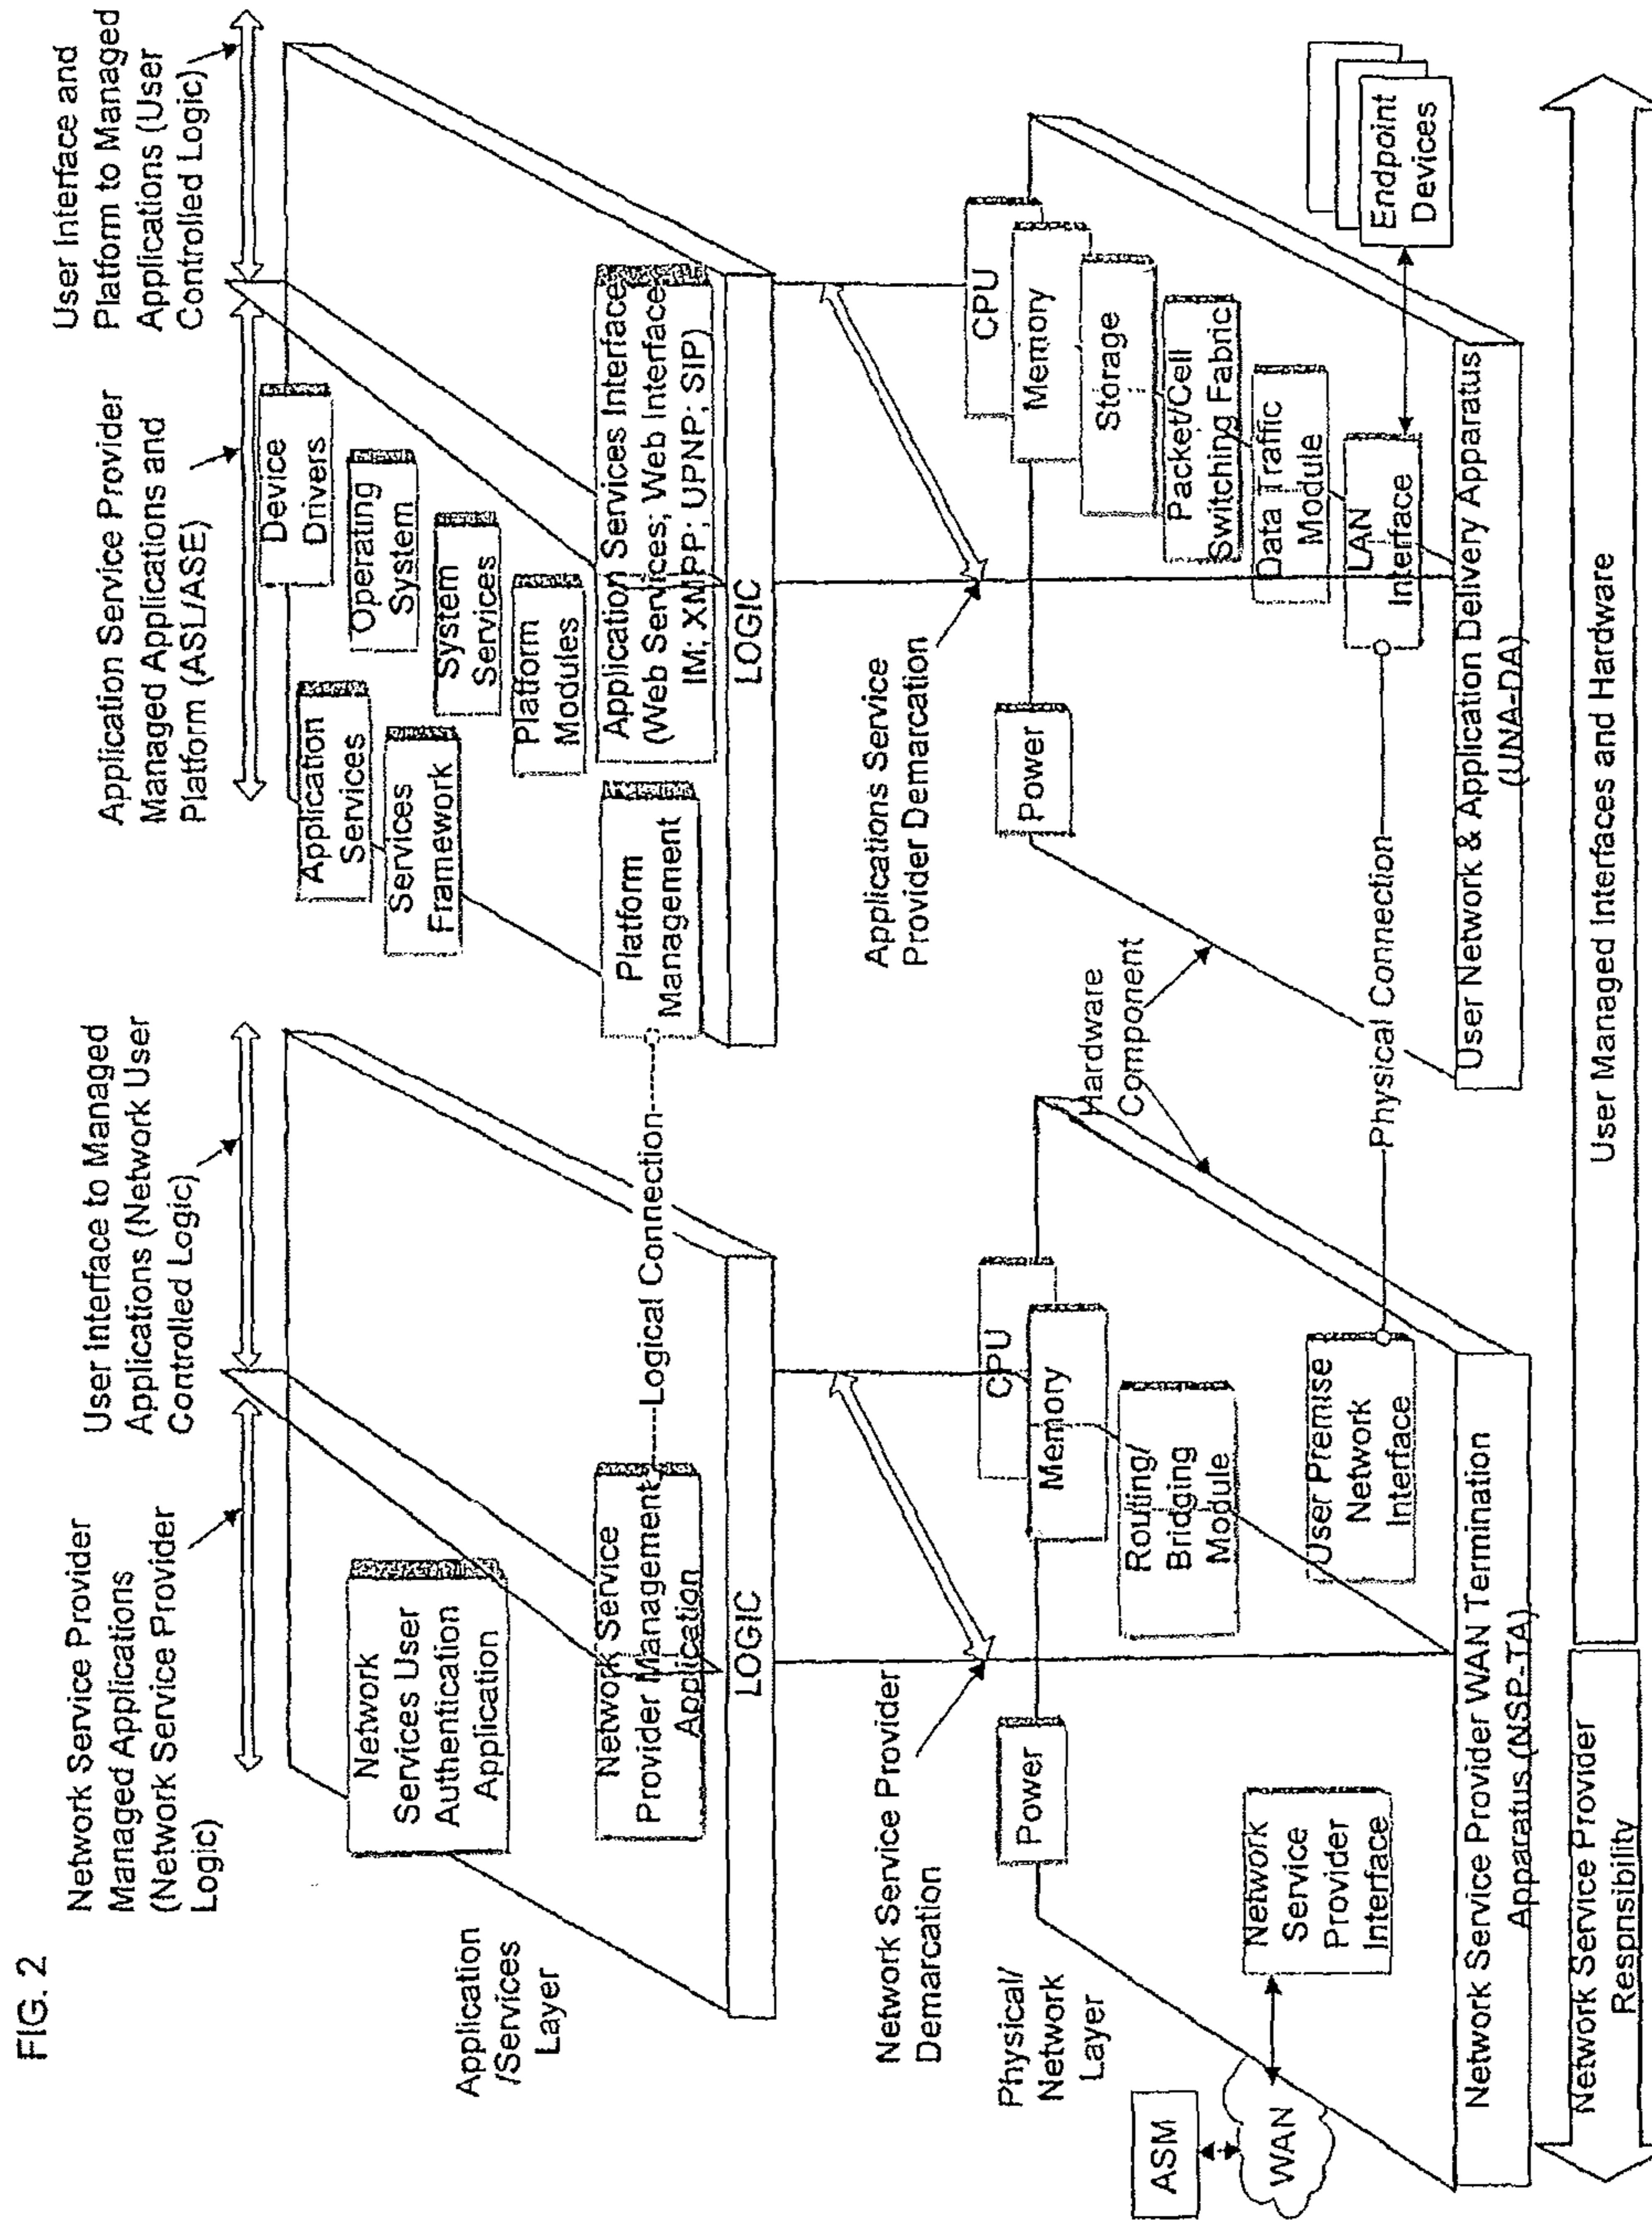 FIG. 2
Network Service Provider
Managed Applications
(Network Service Provider
Logic)
User Interface to Managed
Applications (Network User
Controlled Logic)
Application Service Provider
Managed Applications and
Platform (ASL/ASE)
User Interface and
Platform to Managed
Applications (User
Controlled Logic)
Application
/Services
Layer
Network
Services User
Authentication
Application
Network Service
Provider Management
Application
LOGIC
Logical Connection
Application
Services
Services
Framework
Platform
Management
Device
Drivers
Operating
System
System
Services
Platform
Modules
Application Services Interface
(Web Services; Web Interface
IM; XMPP; UPNP; SIP)
LOGIC
Network Service Provider
Demarcation
Applications Service
Provider Demarcation
Physical/
Network
Layer
ASM
WAN
Network
Service
Provider
Interface
Power
CPU
Memory
Routing/
Bridging
Module
User Premise
Network
Interface
Hardware
Component
Physical Connection
Power
CPU
Memory
Storage
Packet/Cell
Switching Fabric
Data Traffic
Module
LAN
Interface
Endpoint
Devices
Network Service Provider WAN Termination
Apparatus (NSP-TA)
User Network & Application Delivery Apparatus
(UNA-DA)
Network Service Provider
Respnsibility
User Managed Interfaces and Hardware